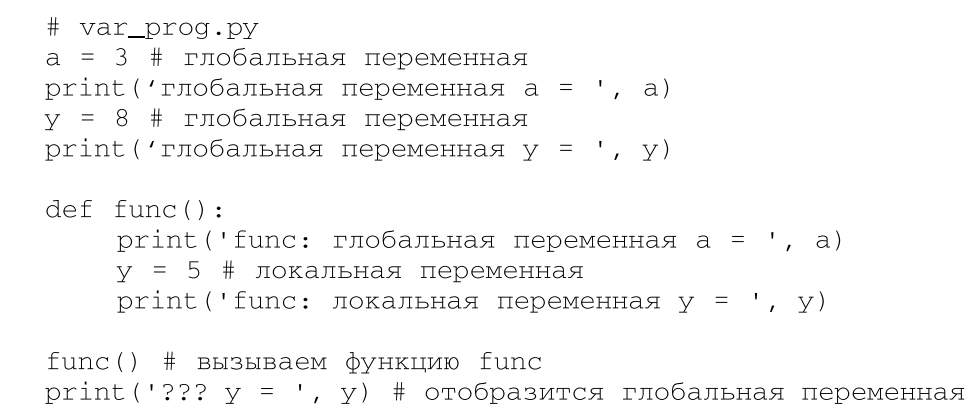 # var_prog.py
a = 3 # глобальная переменная
print(‘глобальная переменная a = ', a)
y = 8 # глобальная переменная
print(‘глобальная переменная y = ', y)
def func():
print('func: глобальная переменная a = ', a)
y = 5 # локальная переменная
print('func: локальная переменная y = ', y)
func() # вызываем функцию func
print('??? y = ', y) # отобразится глобальная переменная